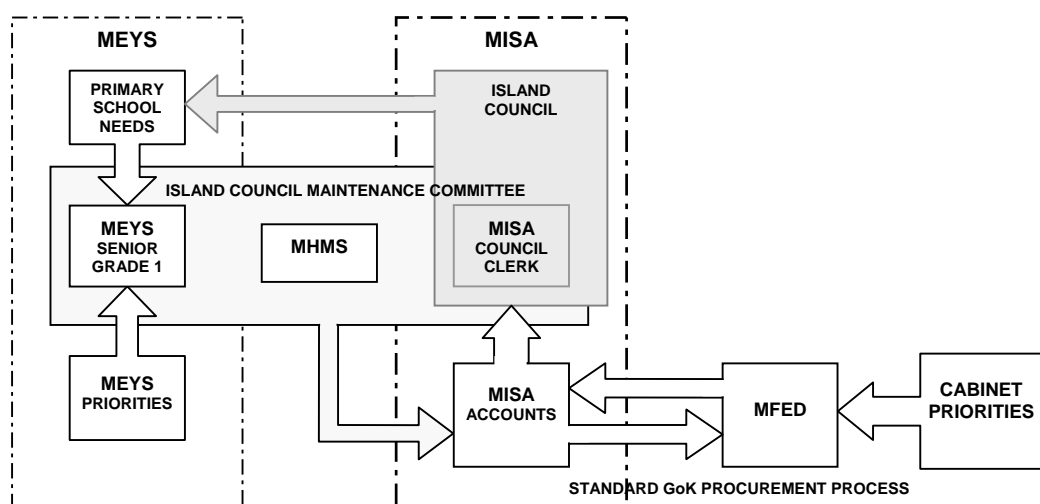 MEYS
MISA
PRIMARY
SCHOOL
NEEDS
ISLAND
COUNCIL
ISLAND COUNCIL MAINTENANCE COMMITTEE
MEYS
SENIOR
GRADE 1
MHMS
MISA
COUNCIL
CLERK
MEYS
PRIORITIES
MISA
ACCOUNTS
MFED
CABINET
PRIORITIES
STANDARD GoK PROCUREMENT PROCESS